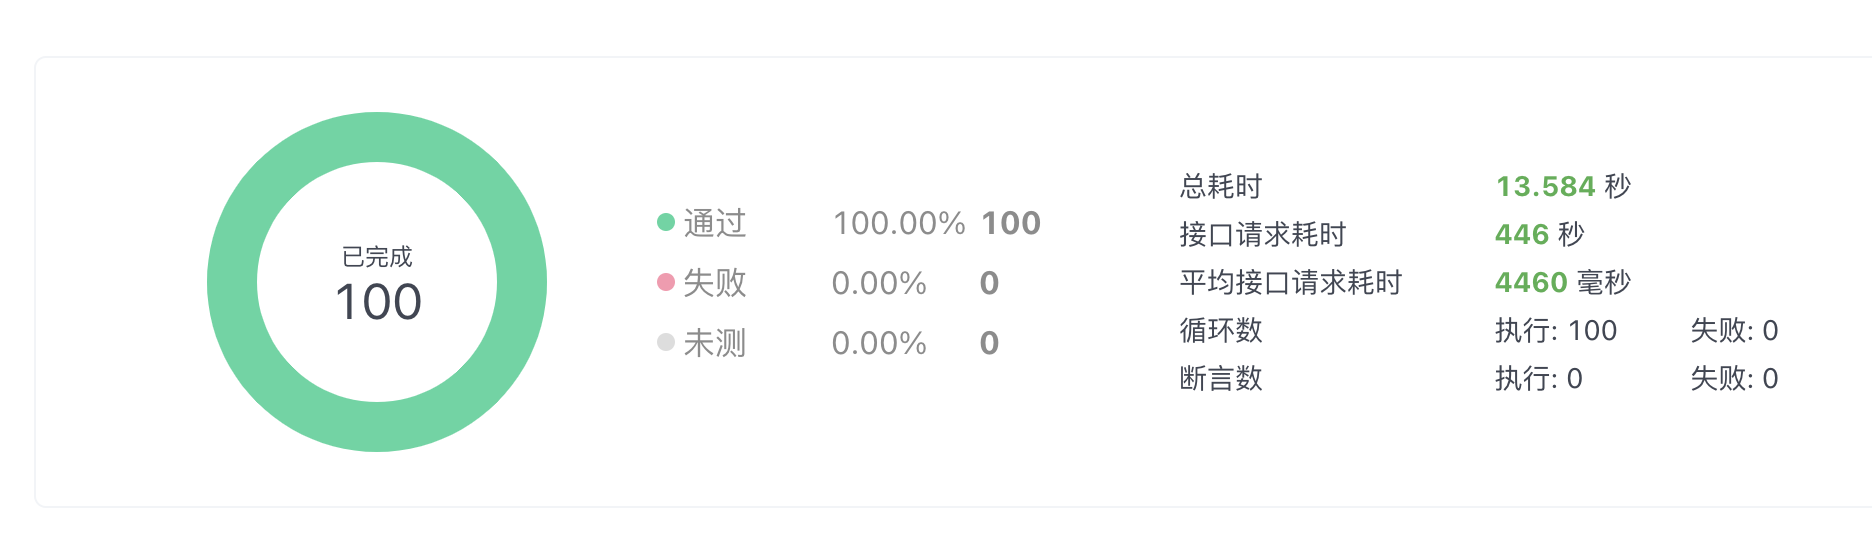 已完成
100
通过 100.00% 100
失败 0.00% 0
未测 0.00% 0
总耗时 13.584 秒
接口请求耗时 446 秒
平均接口请求耗时 4460 毫秒
循环数 执行: 100 失败: 0
断言数 执行: 0 失败: 0